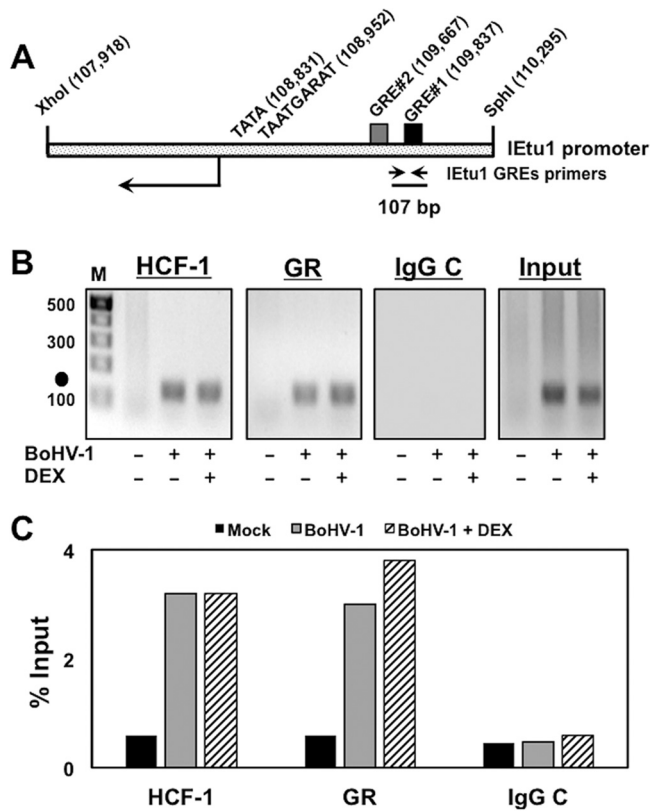 A
XhoI (107,918)
TATA (108,831)
TAATGARAT (108,952)
GRE#2 (109,667)
GRE#1 (109,837)
SphI (110,295)
IEtu1 promoter
IEtu1 GREs primers
107 bp
B
M
HCF-1
GR
IgG C
Input
500
300
100
BoHV-1 – + + – + + – + + – + +
DEX – – + – – + – – + – – +
C
Mock BoHV-1 BoHV-1 + DEX
4
2
0
% Input
HCF-1 GR IgG C